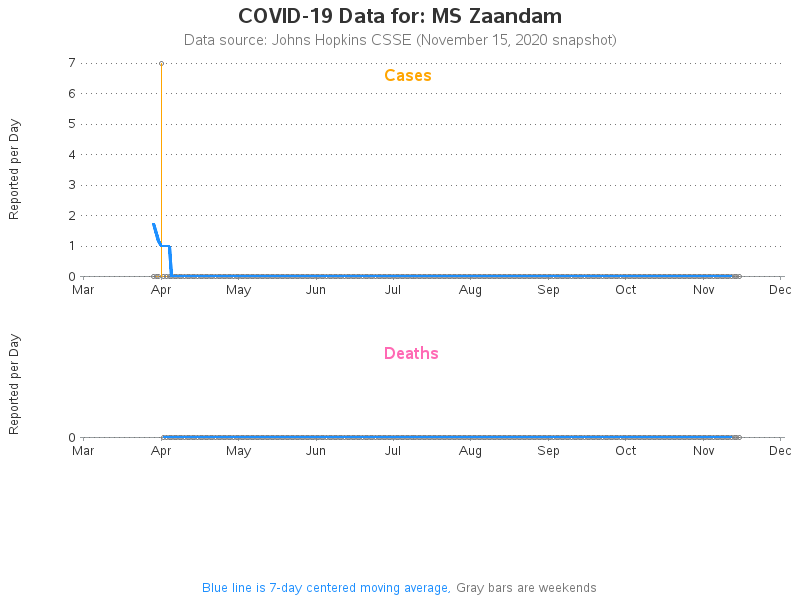 COVID-19 Data for: MS Zaandam
Data source: Johns Hopkins CSSE (November 15, 2020 snapshot)
Cases
Reported per Day
7
6
5
4
3
2
1
0
Mar Apr May Jun Jul Aug Sep Oct Nov Dec
Deaths
Reported per Day
0
Mar Apr May Jun Jul Aug Sep Oct Nov Dec
Blue line is 7-day centered moving average, Gray bars are weekends